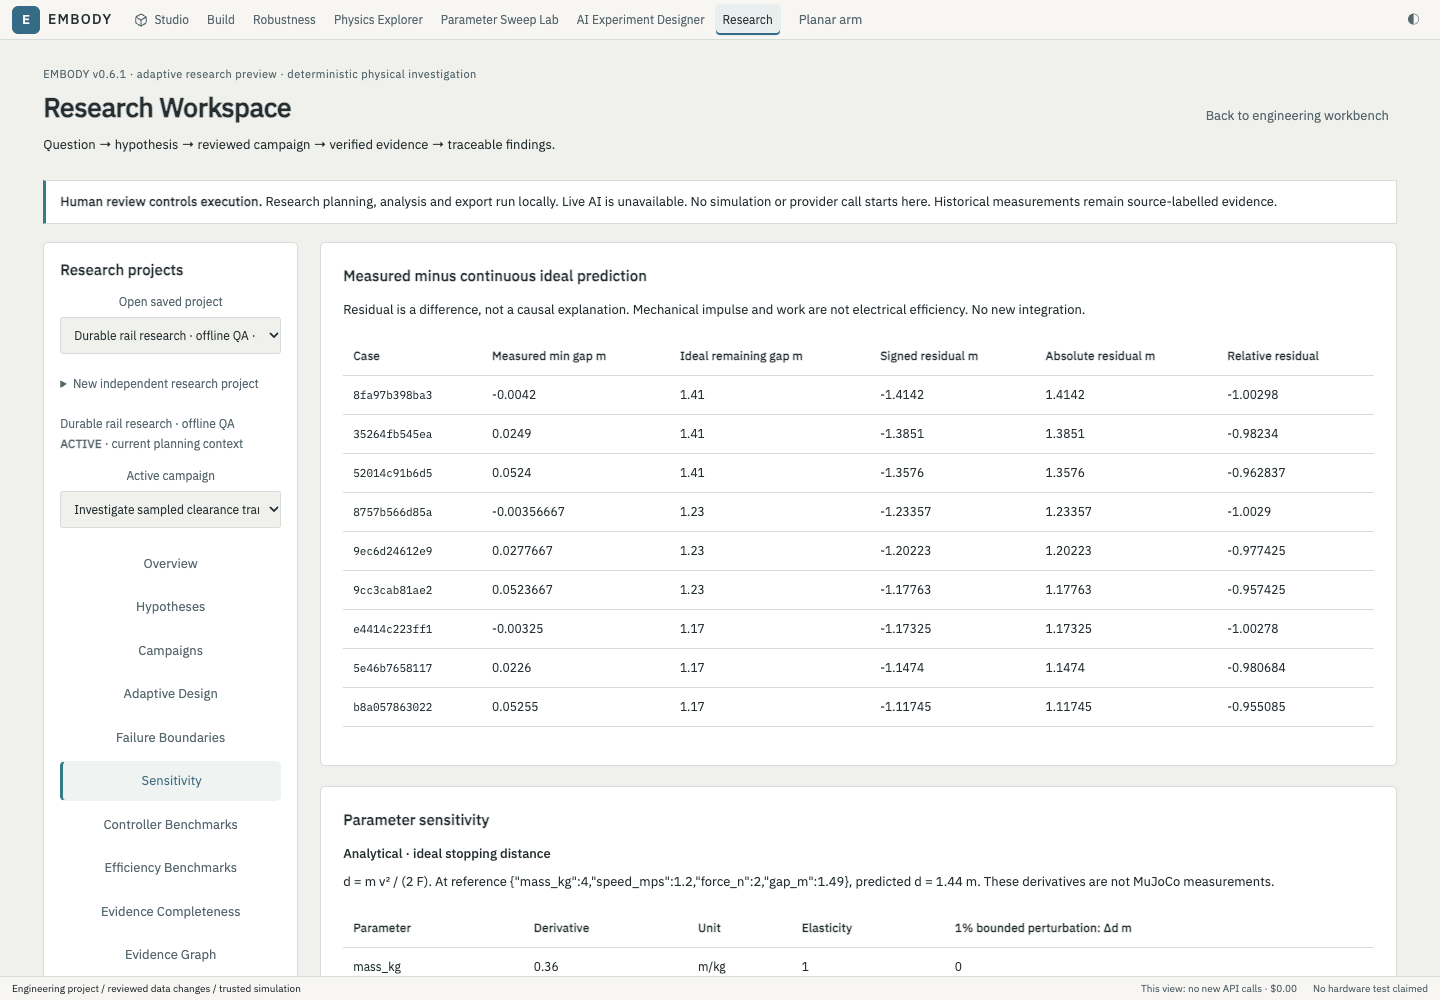 E EMBODY Studio Build Robustness Physics Explorer Parameter Sweep Lab AI Experiment Designer Research Planar arm
EMBODY v0.6.1 · adaptive research preview · deterministic physical investigation
Research Workspace
Back to engineering workbench
Question → hypothesis → reviewed campaign → verified evidence → traceable findings.
Human review controls execution. Research planning, analysis and export run locally. Live AI is unavailable. No simulation or provider call starts here. Historical measurements remain source-labelled evidence.
Research projects
Open saved project
Durable rail research · offline QA ·
New independent research project
Durable rail research · offline QA
ACTIVE · current planning context
Active campaign
Investigate sampled clearance tran
Overview
Hypotheses
Campaigns
Adaptive Design
Failure Boundaries
Sensitivity
Controller Benchmarks
Efficiency Benchmarks
Evidence Completeness
Evidence Graph
Measured minus continuous ideal prediction
Residual is a difference, not a causal explanation. Mechanical impulse and work are not electrical efficiency. No new integration.
Case Measured min gap m Ideal remaining gap m Signed residual m Absolute residual m Relative residual
8fa97b398ba3 -0.0042 1.41 -1.4142 1.4142 -1.00298
35264fb545ea 0.0249 1.41 -1.3851 1.3851 -0.98234
52014c91b6d5 0.0524 1.41 -1.3576 1.3576 -0.962837
8757b566d85a -0.00356667 1.23 -1.23357 1.23357 -1.0029
9ec6d24612e9 0.0277667 1.23 -1.20223 1.20223 -0.977425
9cc3cab81ae2 0.0523667 1.23 -1.17763 1.17763 -0.957425
e4414c223ff1 -0.00325 1.17 -1.17325 1.17325 -1.00278
5e46b7658117 0.0226 1.17 -1.1474 1.1474 -0.980684
b8a057863022 0.05255 1.17 -1.11745 1.11745 -0.955085
Parameter sensitivity
Analytical · ideal stopping distance
d = m v² / (2 F). At reference {"mass_kg":4,"speed_mps":1.2,"force_n":2,"gap_m":1.49}, predicted d = 1.44 m. These derivatives are not MuJoCo measurements.
Parameter Derivative Unit Elasticity 1% bounded perturbation: Δd m
mass_kg 0.36 m/kg 1 0
Engineering project / reviewed data changes / trusted simulation
This view: no new API calls · $0.00 No hardware test claimed